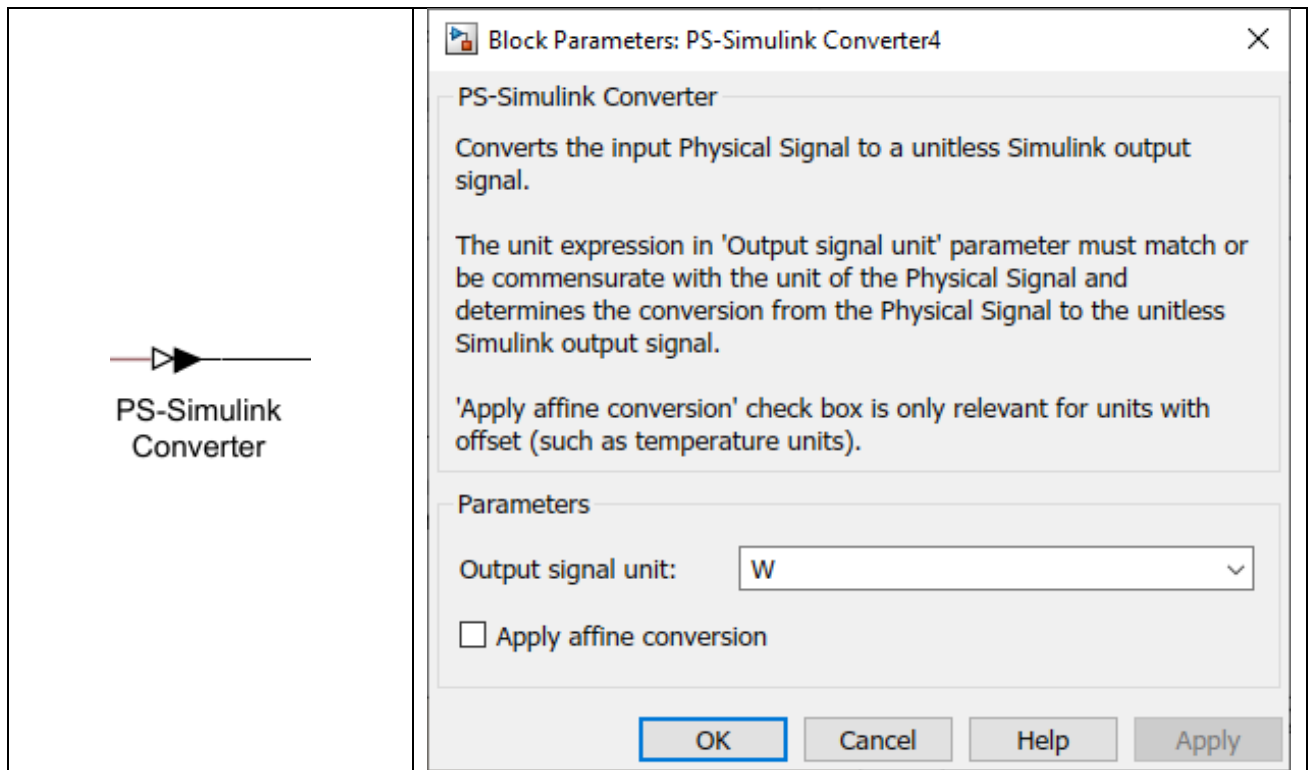 PS-Simulink
Converter
Block Parameters: PS-Simulink Converter4
PS-Simulink Converter
Converts the input Physical Signal to a unitless Simulink output
signal.
The unit expression in 'Output signal unit' parameter must match or
be commensurate with the unit of the Physical Signal and
determines the conversion from the Physical Signal to the unitless
Simulink output signal.
'Apply affine conversion' check box is only relevant for units with
offset (such as temperature units).
Parameters
Output signal unit: W
Apply affine conversion
OK Cancel Help Apply